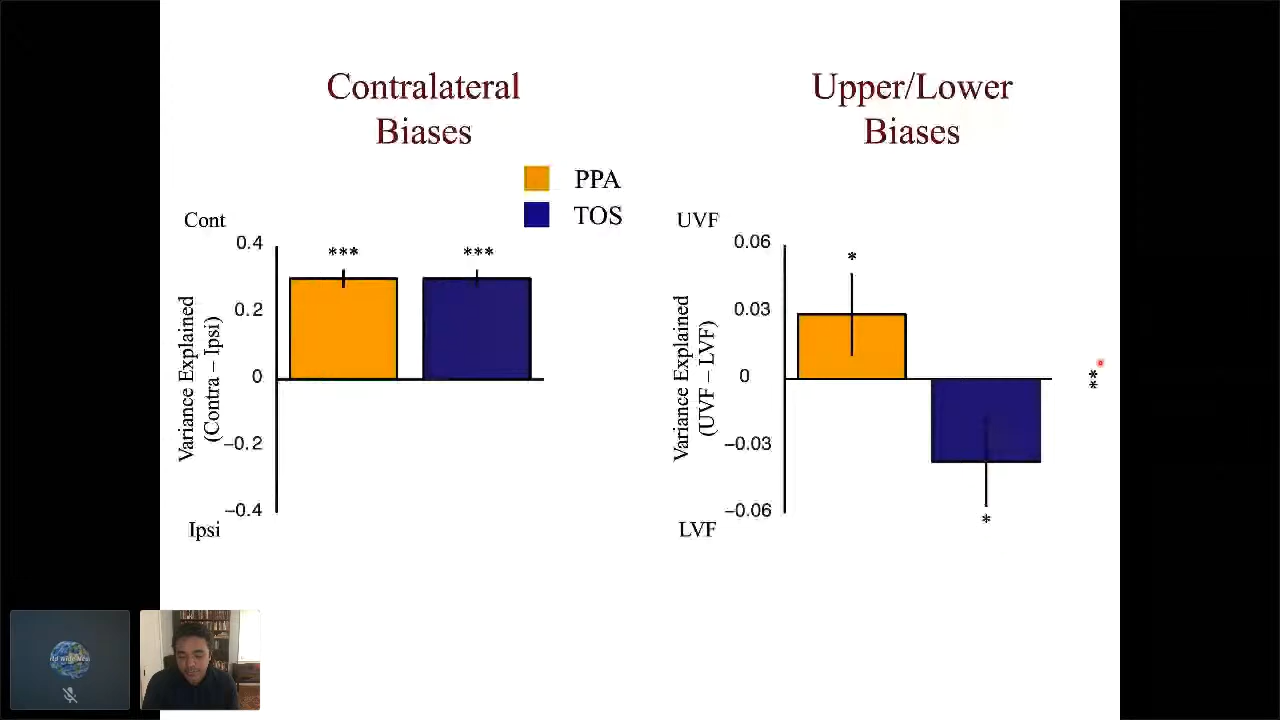 Contralateral
Biases
PPA
TOS
Cont
0.4
0.2
0
−0.2
−0.4
Ipsi
Variance Explained
(Contra – Ipsi)
***
***
Upper/Lower
Biases
UVF
0.06
0.03
0
−0.03
−0.06
LVF
Variance Explained
(UVF – LVF)
*
*
**